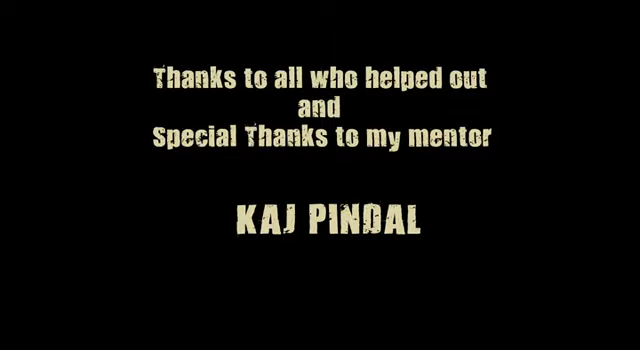 Thanks to all who helped out
and
Special Thanks to my mentor
KAJ PINDAL